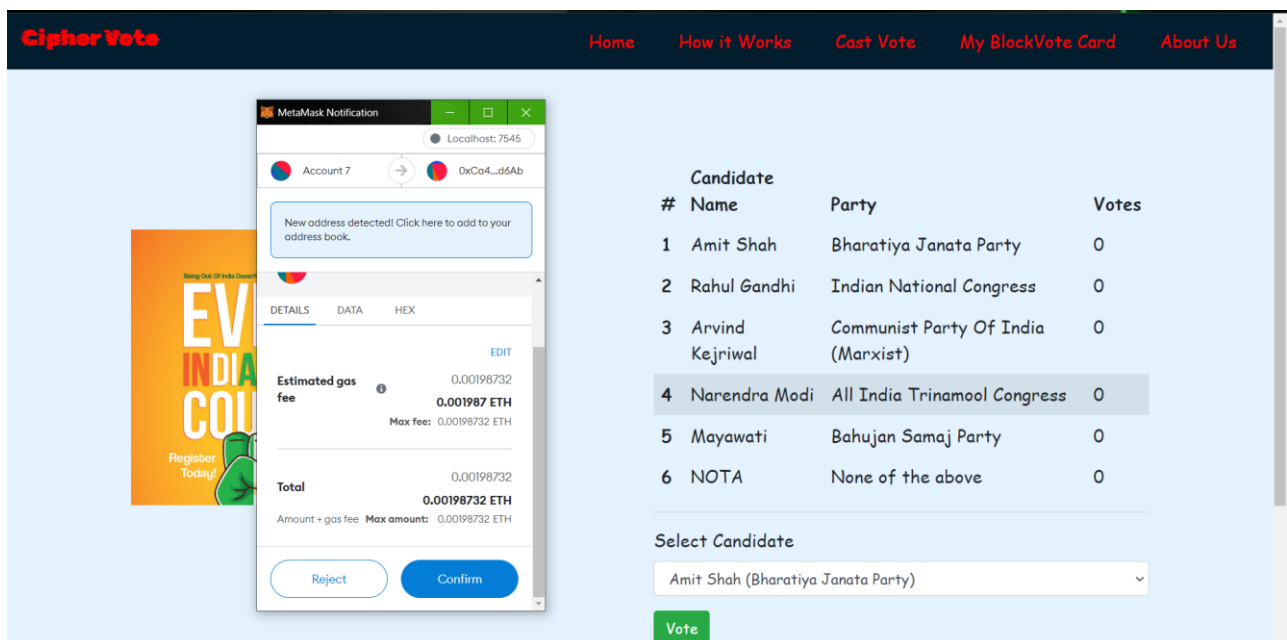 Cipher Vote
Home How it Works Cast Vote My BlockVote Card About Us
MetaMask Notification
Localhost: 7545
Account 7 0xCa4...d6Ab
New address detected! Click here to add to your
address book.
DETAILS DATA HEX
EDIT
Estimated gas
fee
0.00198732
0.001987 ETH
Max fee: 0.00198732 ETH
Total
0.00198732
0.00198732 ETH
Amount + gas fee Max amount: 0.00198732 ETH
Reject Confirm
Being Out Of India
EV
INDIA
COU
Register
Today!
# Candidate
Name Party Votes
1 Amit Shah Bharatiya Janata Party 0
2 Rahul Gandhi Indian National Congress 0
3 Arvind
Kejriwal Communist Party Of India
(Marxist) 0
4 Narendra Modi All India Trinamool Congress 0
5 Mayawati Bahujan Samaj Party 0
6 NOTA None of the above 0
Select Candidate
Amit Shah (Bharatiya Janata Party)
Vote